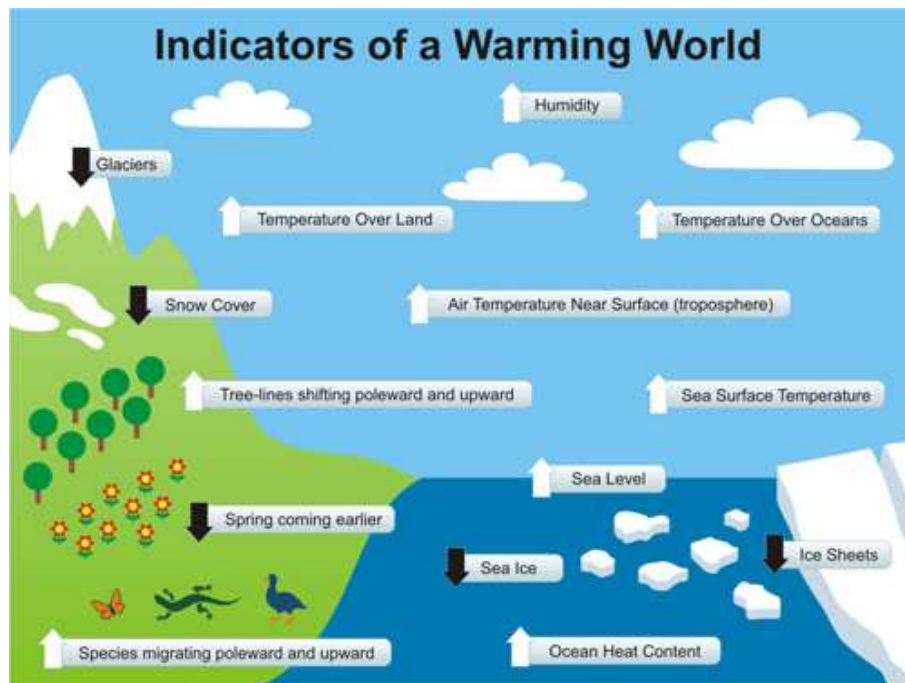 Indicators of a Warming World
Humidity
Glaciers
Temperature Over Land
Temperature Over Oceans
Snow Cover
Air Temperature Near Surface (troposphere)
Tree-lines shifting poleward and upward
Sea Surface Temperature
Sea Level
Spring coming earlier
Sea Ice
Ice Sheets
Species migrating poleward and upward
Ocean Heat Content